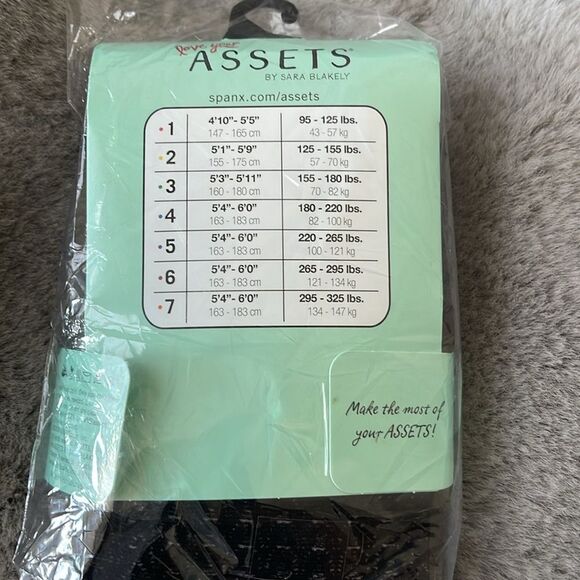 love your
ASSETS®
BY SARA BLAKELY
spanx.com/assets
1 4'10"- 5'5" 95 - 125 lbs.
147 - 165 cm 43 - 57 kg
2 5'1"- 5'9" 125 - 155 lbs.
155 - 175 cm 57 - 70 kg
3 5'3"- 5'11" 155 - 180 lbs.
160 - 180 cm 70 - 82 kg
4 5'4"- 6'0" 180 - 220 lbs.
163 - 183 cm 82 - 100 kg
5 5'4"- 6'0" 220 - 265 lbs.
163 - 183 cm 100 - 121 kg
6 5'4"- 6'0" 265 - 295 lbs.
163 - 183 cm 121 - 134 kg
7 5'4"- 6'0" 295 - 325 lbs.
163 - 183 cm 134 - 147 kg
Make the most of
your ASSETS!